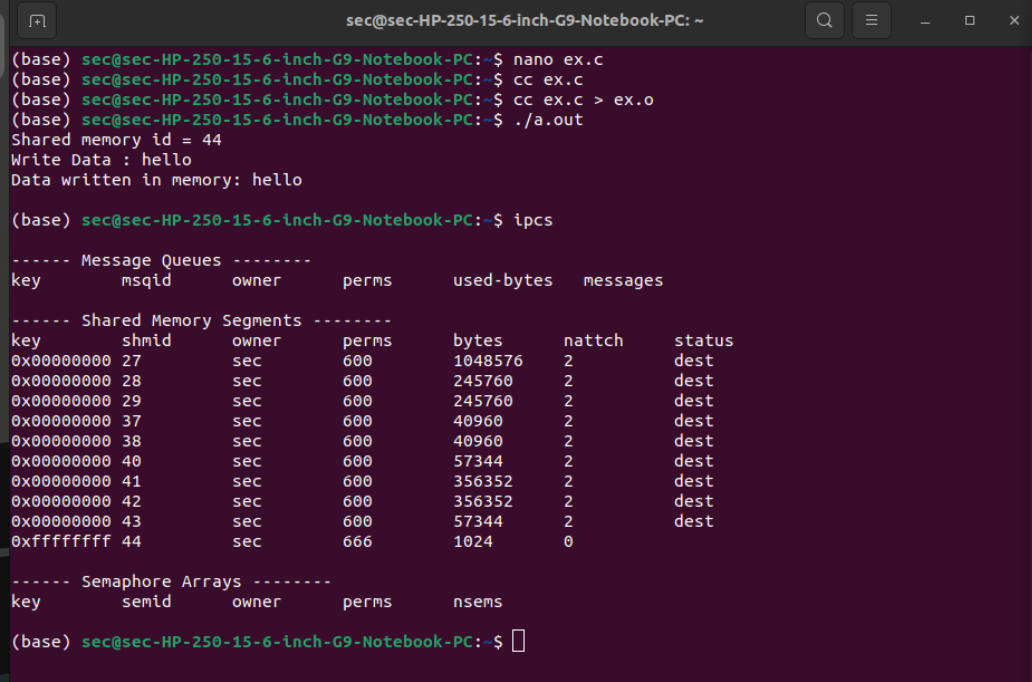 sec@sec-HP-250-15-6-inch-G9-Notebook-PC: ~
(base) sec@sec-HP-250-15-6-inch-G9-Notebook-PC:~$ nano ex.c
(base) sec@sec-HP-250-15-6-inch-G9-Notebook-PC:~$ cc ex.c
(base) sec@sec-HP-250-15-6-inch-G9-Notebook-PC:~$ cc ex.c > ex.o
(base) sec@sec-HP-250-15-6-inch-G9-Notebook-PC:~$ ./a.out
Shared memory id = 44
Write Data : hello
Data written in memory: hello
(base) sec@sec-HP-250-15-6-inch-G9-Notebook-PC:~$ ipcs
------ Message Queues --------
key        msqid      owner      perms      used-bytes   messages
------ Shared Memory Segments --------
key        shmid      owner      perms      bytes      nattch     status
0x00000000 27         sec        600        1048576    2          dest
0x00000000 28         sec        600        245760     2          dest
0x00000000 29         sec        600        245760     2          dest
0x00000000 37         sec        600        40960      2          dest
0x00000000 38         sec        600        40960      2          dest
0x00000000 40         sec        600        57344      2          dest
0x00000000 41         sec        600        356352     2          dest
0x00000000 42         sec        600        356352     2          dest
0x00000000 43         sec        600        57344      2          dest
0xffffffff 44         sec        666        1024       0
------ Semaphore Arrays --------
key        semid      owner      perms      nsems
(base) sec@sec-HP-250-15-6-inch-G9-Notebook-PC:~$